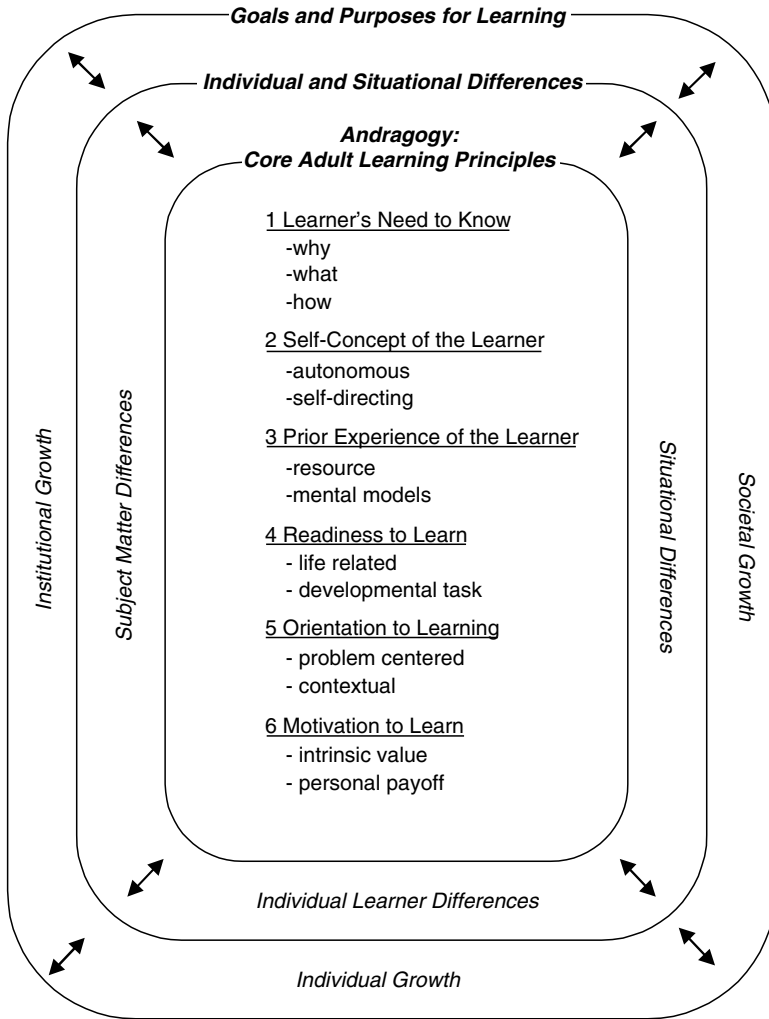 Goals and Purposes for Learning
Individual and Situational Differences
Andragogy:
Core Adult Learning Principles
1 Learner's Need to Know
-why
-what
-how
2 Self-Concept of the Learner
-autonomous
-self-directing
3 Prior Experience of the Learner
-resource
-mental models
4 Readiness to Learn
- life related
- developmental task
5 Orientation to Learning
- problem centered
- contextual
6 Motivation to Learn
- intrinsic value
- personal payoff
Institutional Growth
Subject Matter Differences
Situational Differences
Societal Growth
Individual Learner Differences
Individual Growth